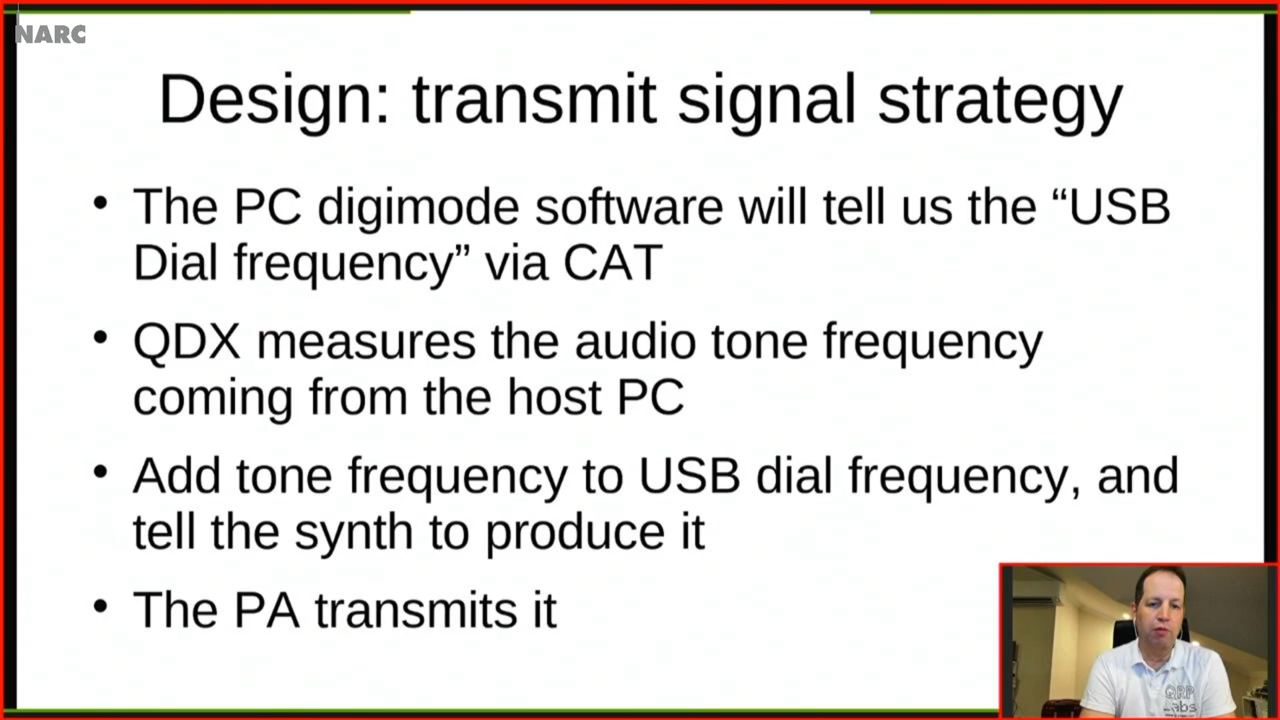 NARC
Design: transmit signal strategy
• The PC digimode software will tell us the “USB
Dial frequency” via CAT
• QDX measures the audio tone frequency
coming from the host PC
• Add tone frequency to USB dial frequency, and
tell the synth to produce it
• The PA transmits it
QRP
Labs